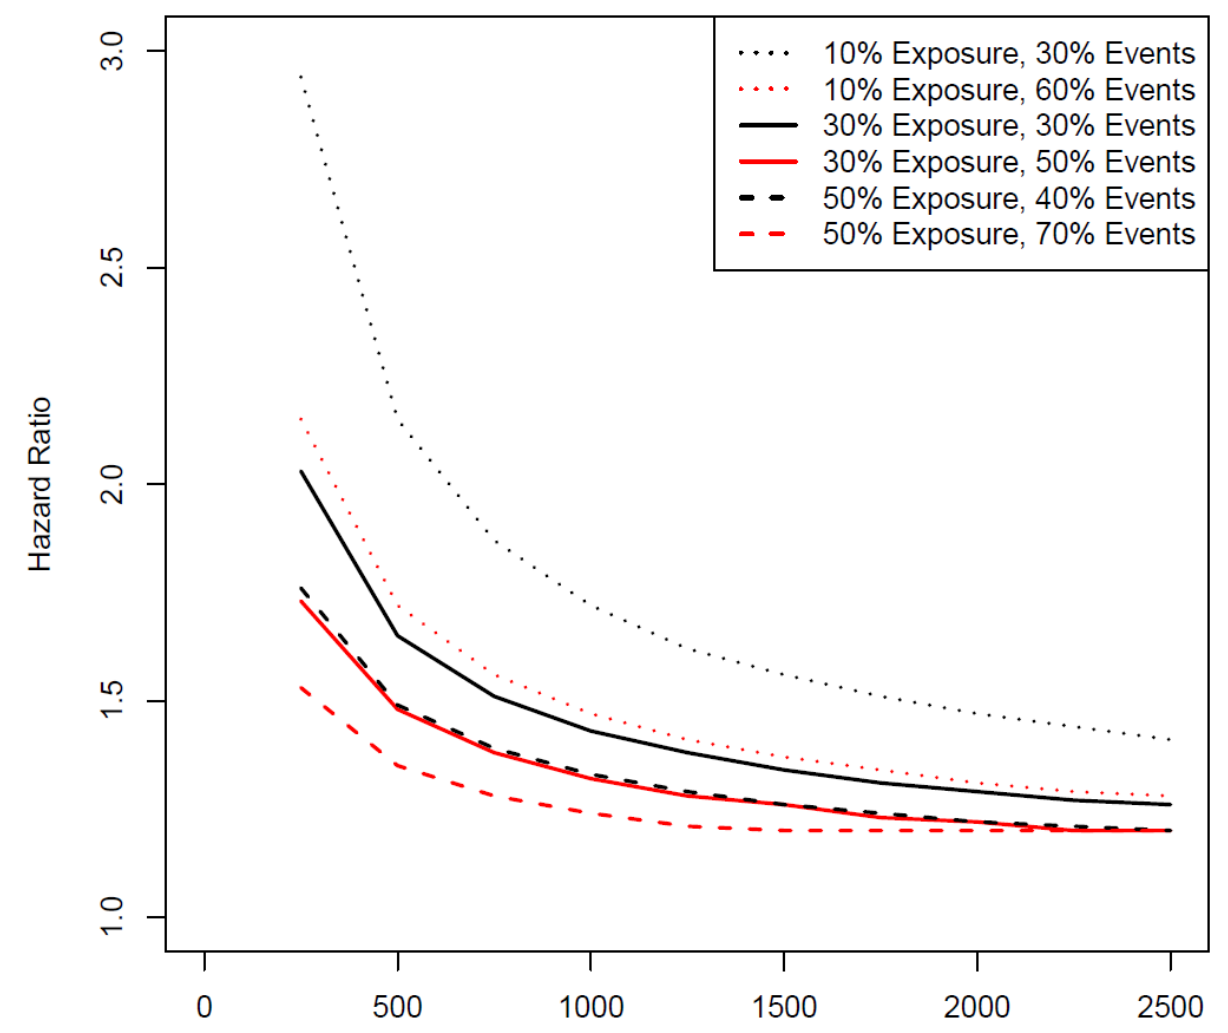 10% Exposure, 30% Events
10% Exposure, 60% Events
30% Exposure, 30% Events
30% Exposure, 50% Events
50% Exposure, 40% Events
50% Exposure, 70% Events
Hazard Ratio
3.0
2.5
2.0
1.5
1.0
0 500 1000 1500 2000 2500